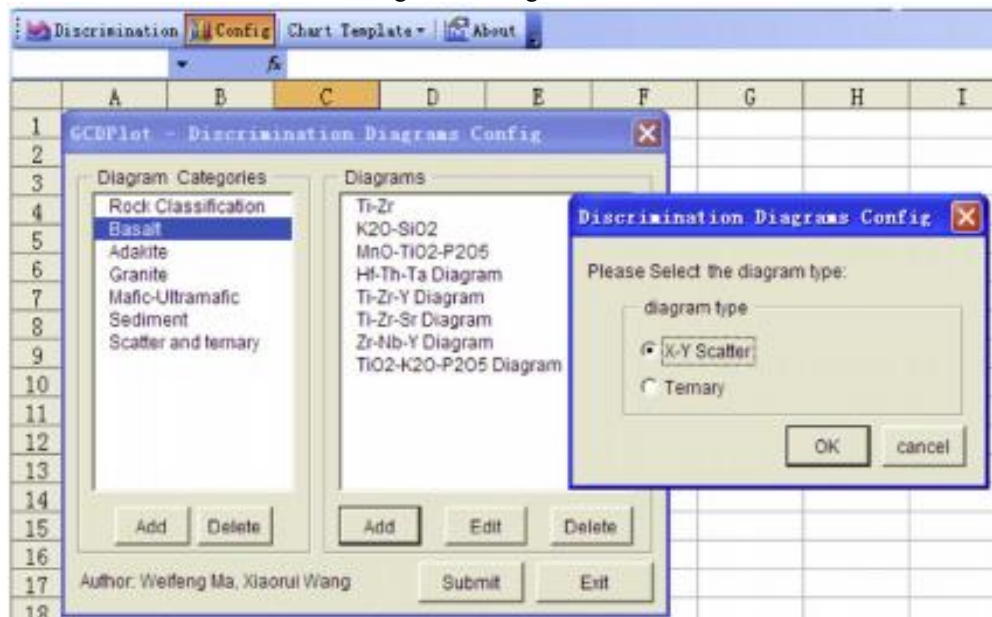 Discrimination Config Chart Template About
fx
A B C D E F G H I
1
2
3
4
5
6
7
8
9
10
11
12
13
14
15
16
17
18
GCDPlot - Discrimination Diagrams Config
Diagram Categories
Rock Classification
Basalt
Adakite
Granite
Mafic-Ultramafic
Sediment
Scatter and ternary
Add Delete
Diagrams
Ti-Zr
K2O-SiO2
MnO-TiO2-P2O5
Hf-Th-Ta Diagram
Ti-Zr-Y Diagram
Ti-Zr-Sr Diagram
Zr-Nb-Y Diagram
TiO2-K2O-P2O5 Diagram
Add Edit Delete
Author: Weifeng Ma, Xiaorui Wang
Submit Exit
Discrimination Diagrams Config
Please Select the diagram type:
diagram type
X-Y Scatter
Ternary
OK cancel